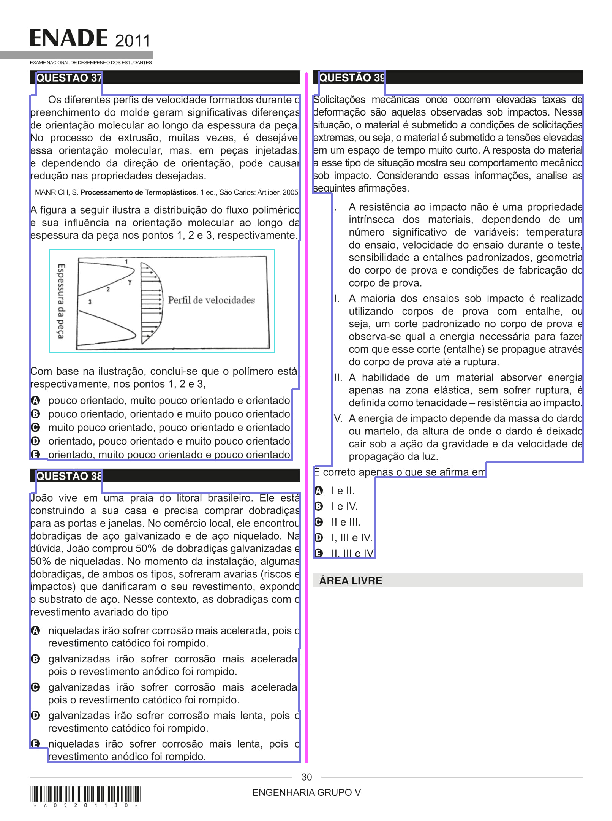 ENADE 2011
EXAME NACIONAL DE DESEMPENHO DOS ESTUDANTES
QUESTÃO 37
Os diferentes perfis de velocidade formados durante o
preenchimento do molde geram significativas diferenças
de orientação molecular ao longo da espessura da peça.
No processo de extrusão, muitas vezes, é desejável
essa orientação molecular, mas, em peças injetadas,
e dependendo da direção de orientação, pode causar
redução nas propriedades desejadas.
MANRICH, S. Processamento de Termoplásticos. 1 ed., São Carlos: Artliber, 2005.
A figura a seguir ilustra a distribuição do fluxo polimérico
e sua influência na orientação molecular ao longo da
espessura da peça nos pontos 1, 2 e 3, respectivamente.
Espessura da peça
1
2
?
3
Perfil de velocidades
Com base na ilustração, conclui-se que o polímero está,
respectivamente, nos pontos 1, 2 e 3,
A pouco orientado, muito pouco orientado e orientado.
B pouco orientado, orientado e muito pouco orientado.
C muito pouco orientado, pouco orientado e orientado.
D orientado, pouco orientado e muito pouco orientado.
E orientado, muito pouco orientado e pouco orientado.
QUESTÃO 38
João vive em uma praia do litoral brasileiro. Ele está
construindo a sua casa e precisa comprar dobradiças
para as portas e janelas. No comércio local, ele encontrou
dobradiças de aço galvanizado e de aço niquelado. Na
dúvida, João comprou 50% de dobradiças galvanizadas e
50% de niqueladas. No momento da instalação, algumas
dobradiças, de ambos os tipos, sofreram avarias (riscos e
impactos) que danificaram o seu revestimento, expondo
o substrato de aço. Nesse contexto, as dobradiças com o
revestimento avariado do tipo
A niqueladas irão sofrer corrosão mais acelerada, pois o
revestimento catódico foi rompido.
B galvanizadas irão sofrer corrosão mais acelerada,
pois o revestimento anódico foi rompido.
C galvanizadas irão sofrer corrosão mais acelerada,
pois o revestimento catódico foi rompido.
D galvanizadas irão sofrer corrosão mais lenta, pois o
revestimento catódico foi rompido.
E niqueladas irão sofrer corrosão mais lenta, pois o
revestimento anódico foi rompido.
QUESTÃO 39
Solicitações mecânicas onde ocorrem elevadas taxas de
deformação são aquelas observadas sob impactos. Nessa
situação, o material é submetido a condições de solicitações
extremas, ou seja, o material é submetido a elevadas tensões
em um espaço de tempo muito curto. A resposta do material
a esse tipo de situação mostra seu comportamento mecânico
sob impacto. Considerando essas informações, analise as
seguintes afirmações.
I. A resistência ao impacto não é uma propriedade
intrínseca dos materiais, dependendo de um
número significativo de variáveis: temperatura
do ensaio, velocidade do ensaio durante o teste,
sensibilidade a entalhes padronizados, geometria
do corpo de prova e condições de fabricação do
corpo de prova.
II. A maioria dos ensaios sob impacto é realizado
utilizando corpos de prova com entalhe, ou
seja, um corte padronizado no corpo de prova e
observa-se qual a energia necessária para fazer
com que esse corte (entalhe) se propague através
do corpo de prova até a ruptura.
III. A habilidade de um material absorver energia
apenas na zona elástica, sem sofrer ruptura, é
definida como tenacidade – resistência ao impacto.
IV. A energia de impacto depende da massa do dardo
ou martelo, da altura de onde o dardo é deixado
cair sob a ação da gravidade e da velocidade de
propagação da luz.
É correto apenas o que se afirma em
A I e II.
B I e IV.
C II e III.
D I, III e IV.
E II, III e IV.
ÁREA LIVRE
30
ENGENHARIA GRUPO V